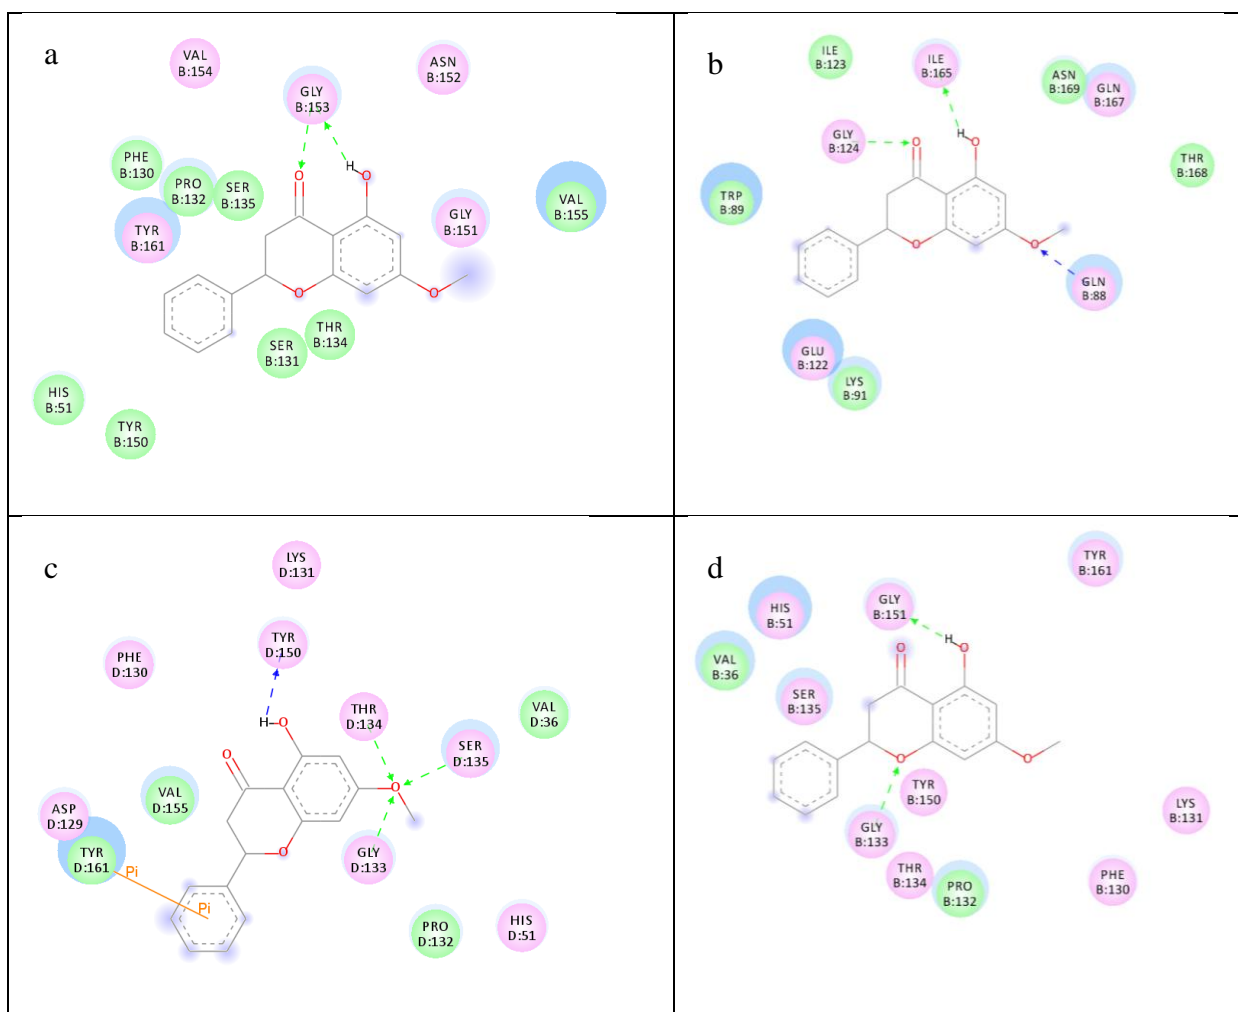 a
VAL
B:154
ASN
B:152
GLY
B:153
PHE
B:130
PRO
B:132
SER
B:135
TYR
B:161
H
O
O
GLY
B:151
VAL
B:155
O
O
SER
B:131
THR
B:134
HIS
B:51
TYR
B:150
b
ILE
B:123
ILE
B:165
ASN
B:169
GLN
B:167
GLY
B:124
H
O
O
THR
B:168
TRP
B:89
O
O
GLN
B:88
GLU
B:122
LYS
B:91
c
LYS
D:131
TYR
D:150
PHE
D:130
THR
D:134
VAL
D:36
SER
D:135
H
O
O
VAL
D:155
O
ASP
D:129
TYR
D:161
O
GLY
D:133
Pi
Pi
PRO
D:132
HIS
D:51
d
TYR
B:161
HIS
B:51
GLY
B:151
VAL
B:36
H
O
O
SER
B:135
O
O
TYR
B:150
LYS
B:131
GLY
B:133
THR
B:134
PRO
B:132
PHE
B:130